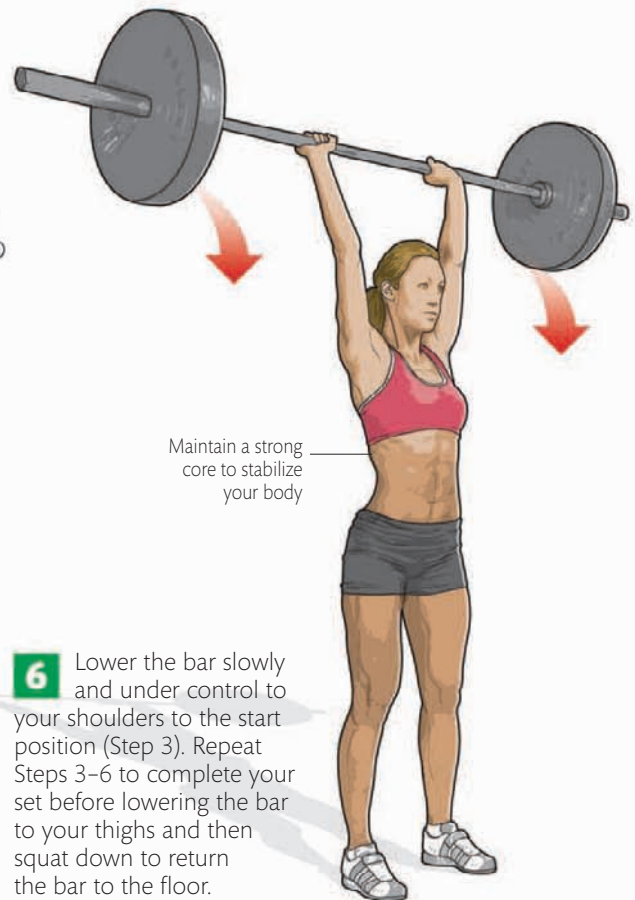 Maintain a strong
core to stabilize
your body
6 Lower the bar slowly
and under control to
your shoulders to the start
position (Step 3). Repeat
Steps 3–6 to complete your
set before lowering the bar
to your thighs and then
squat down to return
the bar to the floor.